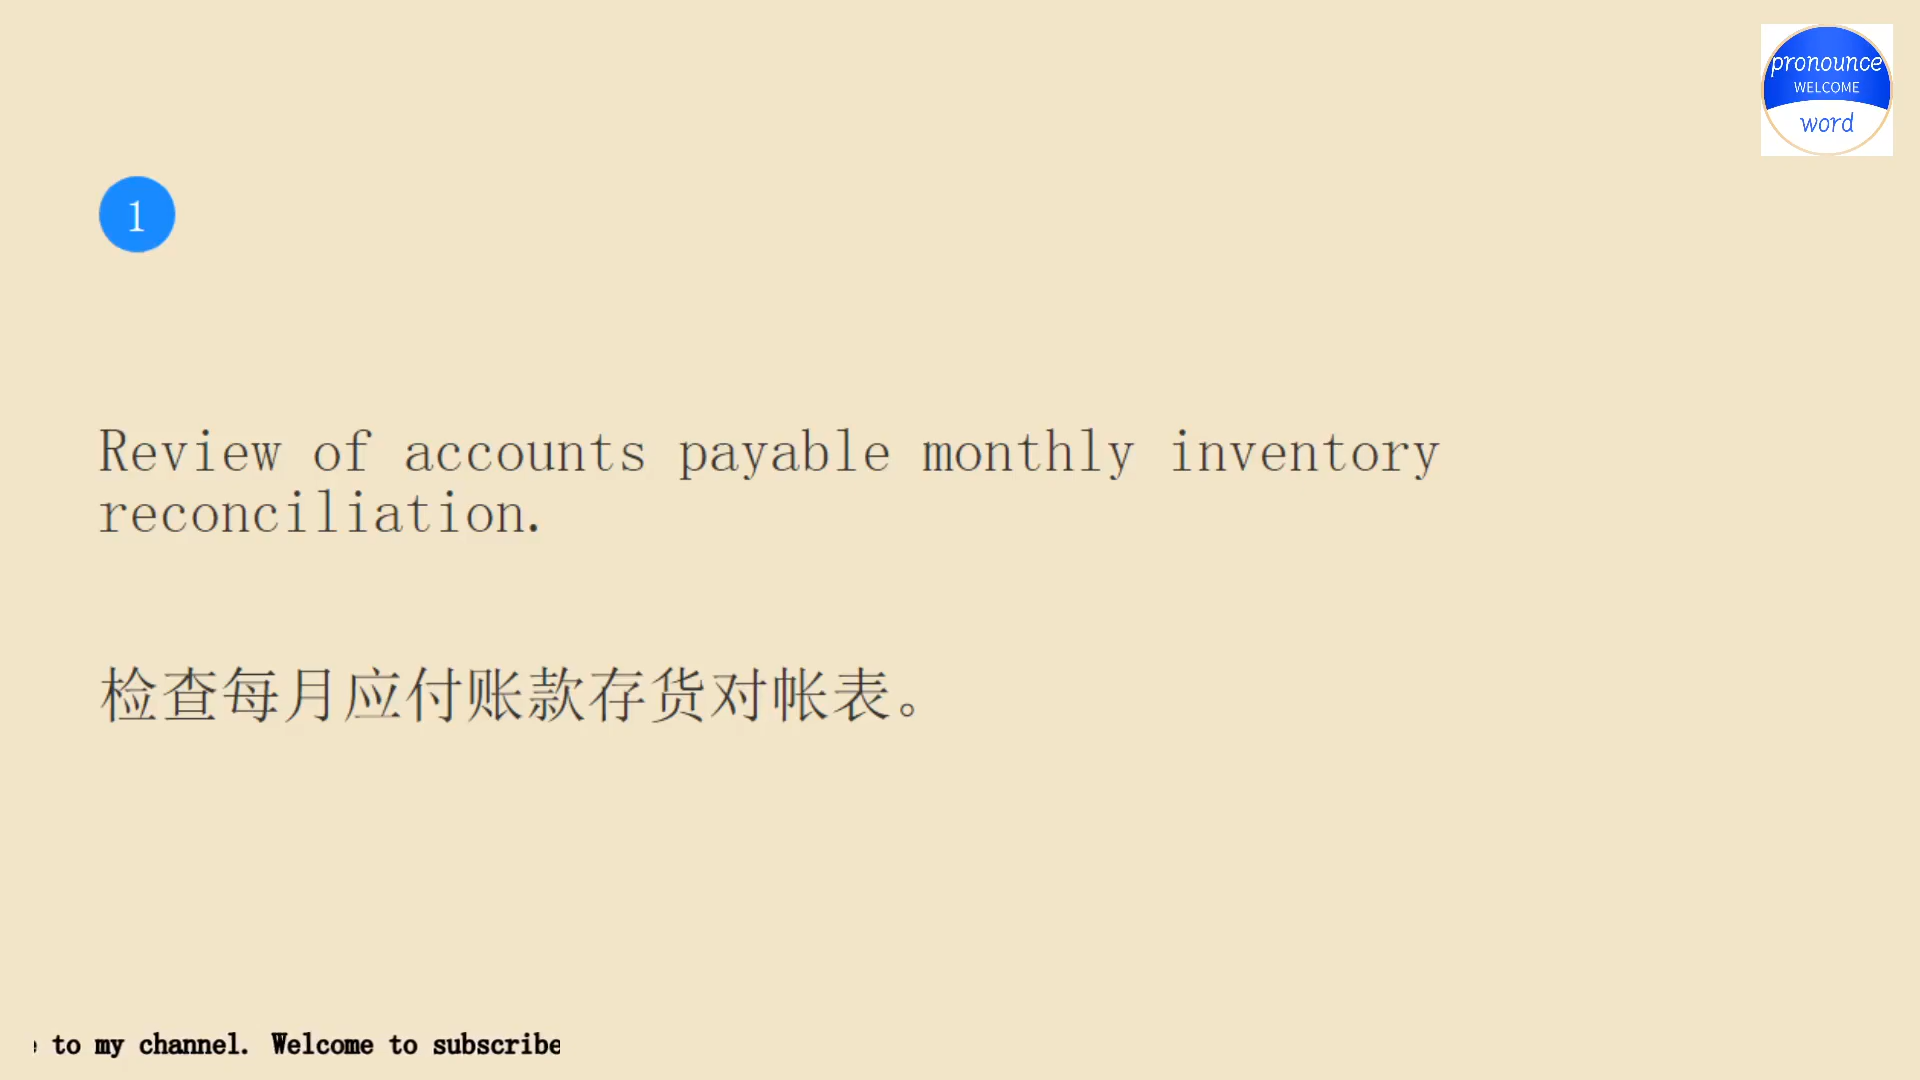 pronounce
WELCOME
word
1
Review of accounts payable monthly inventory
reconciliation.
检查每月应付账款存货对帐表。
to my channel. Welcome to subscribe